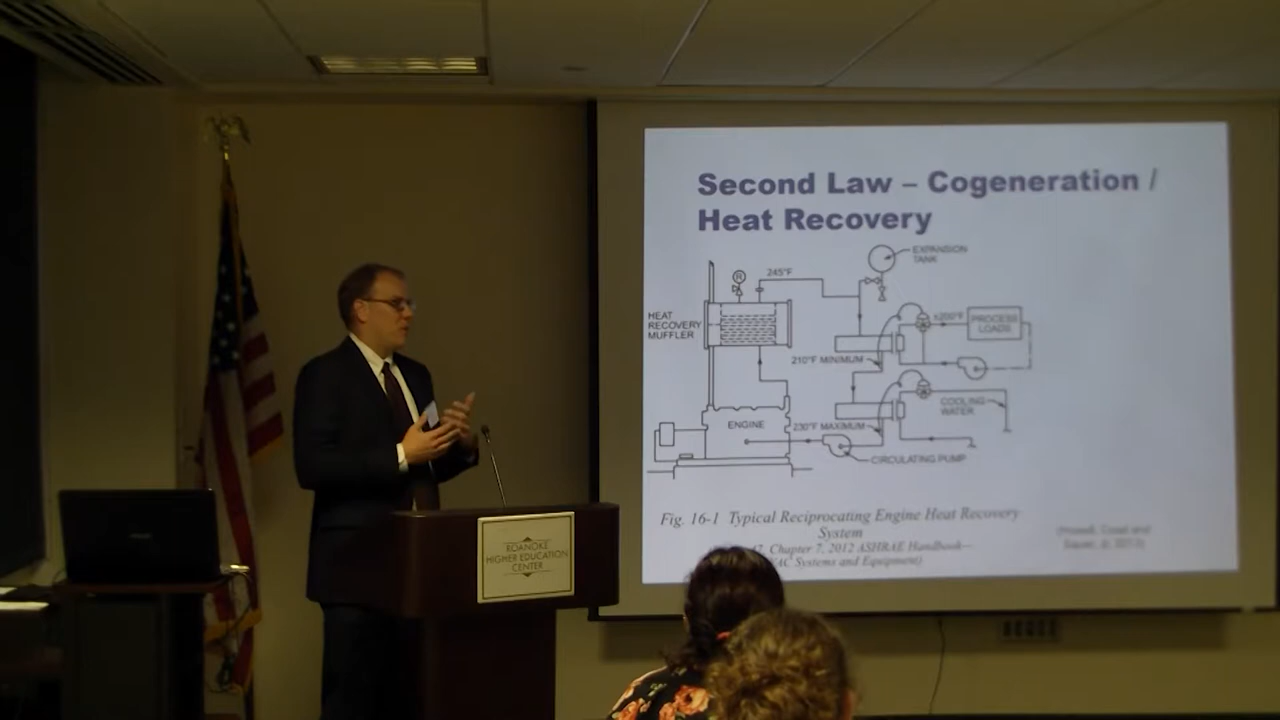 Second Law – Cogeneration /
Heat Recovery
EXPANSION
TANK
R
245°F
HEAT
RECOVERY
MUFFLER
±200°F
PROCESS
LOADS
210°F MINIMUM
COOLING
WATER
ENGINE
230°F MAXIMUM
CIRCULATING PUMP
Fig. 16-1 Typical Reciprocating Engine Heat Recovery
System
Chapter 7, 2012 ASHRAE Handbook—
Systems and Equipment)
ROANOKE
HIGHER EDUCATION
CENTER